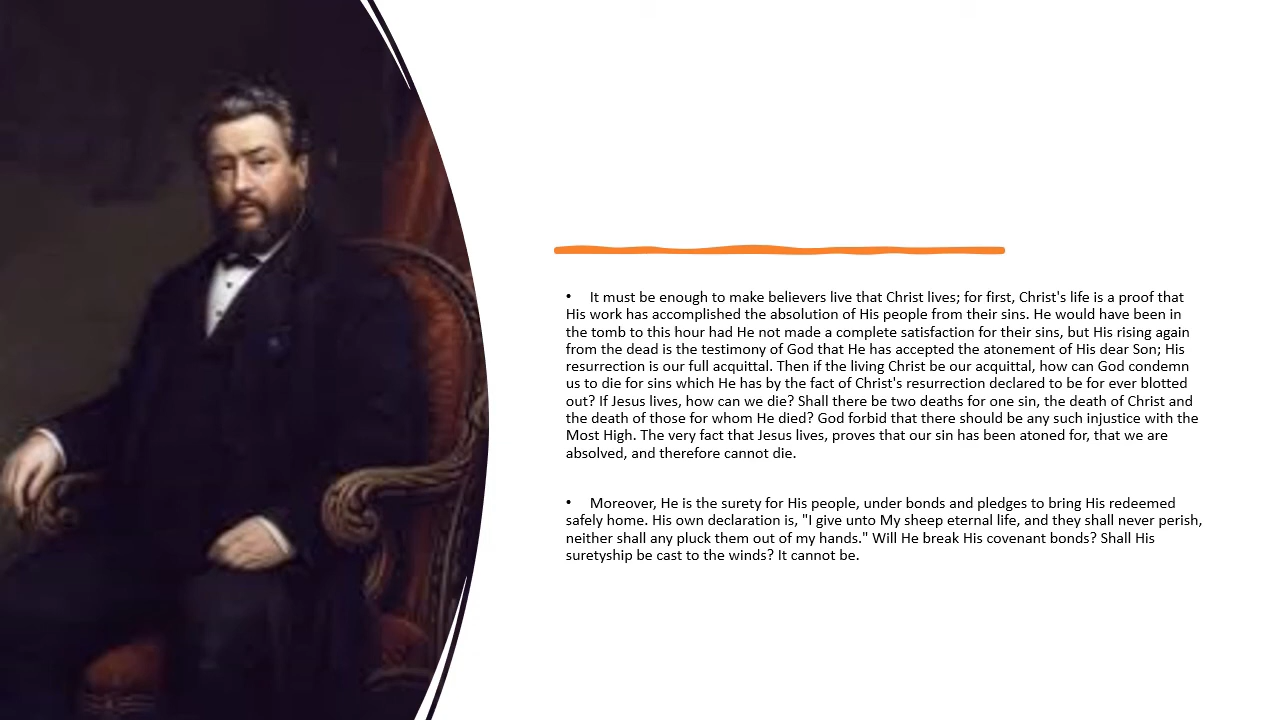 • It must be enough to make believers live that Christ lives; for first, Christ's life is a proof that
His work has accomplished the absolution of His people from their sins. He would have been in
the tomb to this hour had He not made a complete satisfaction for their sins, but His rising again
from the dead is the testimony of God that He has accepted the atonement of His dear Son; His
resurrection is our full acquittal. Then if the living Christ be our acquittal, how can God condemn
us to die for sins which He has by the fact of Christ's resurrection declared to be for ever blotted
out? If Jesus lives, how can we die? Shall there be two deaths for one sin, the death of Christ and
the death of those for whom He died? God forbid that there should be any such injustice with the
Most High. The very fact that Jesus lives, proves that our sin has been atoned for, that we are
absolved, and therefore cannot die.
• Moreover, He is the surety for His people, under bonds and pledges to bring His redeemed
safely home. His own declaration is, "I give unto My sheep eternal life, and they shall never perish,
neither shall any pluck them out of my hands." Will He break His covenant bonds? Shall His
suretyship be cast to the winds? It cannot be.